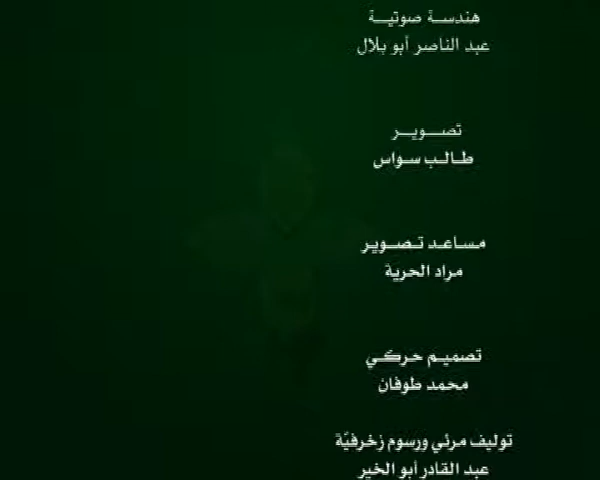 هندسة صوتية
عبد الناصر أبو بلال
تصوير
طالب سواس
مساعد تصوير
مراد الحرية
تصميم حركي
محمد طوفان
توليف مرئي ورسوم زخرفيّة
عبد القادر أبو الخير